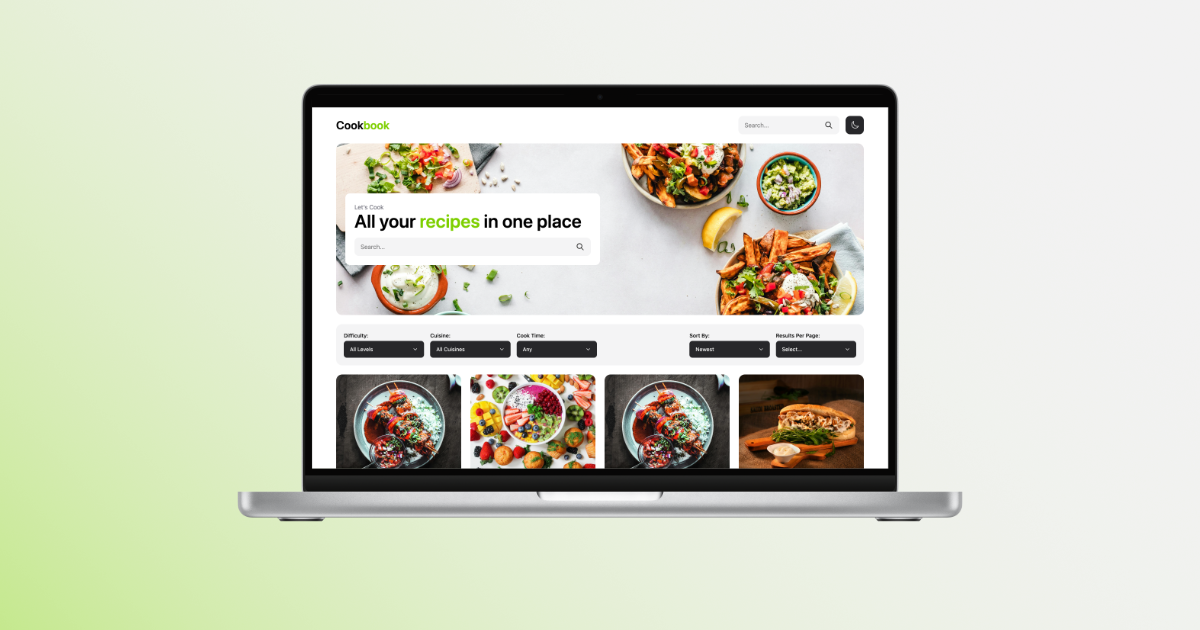 Cookbook
Search...
Let's Cook
All your recipes in one place
Search...
Difficulty: Cuisine: Cook Time: Sort By: Results Per Page:
All Levels All Cuisines Any Newest Select...